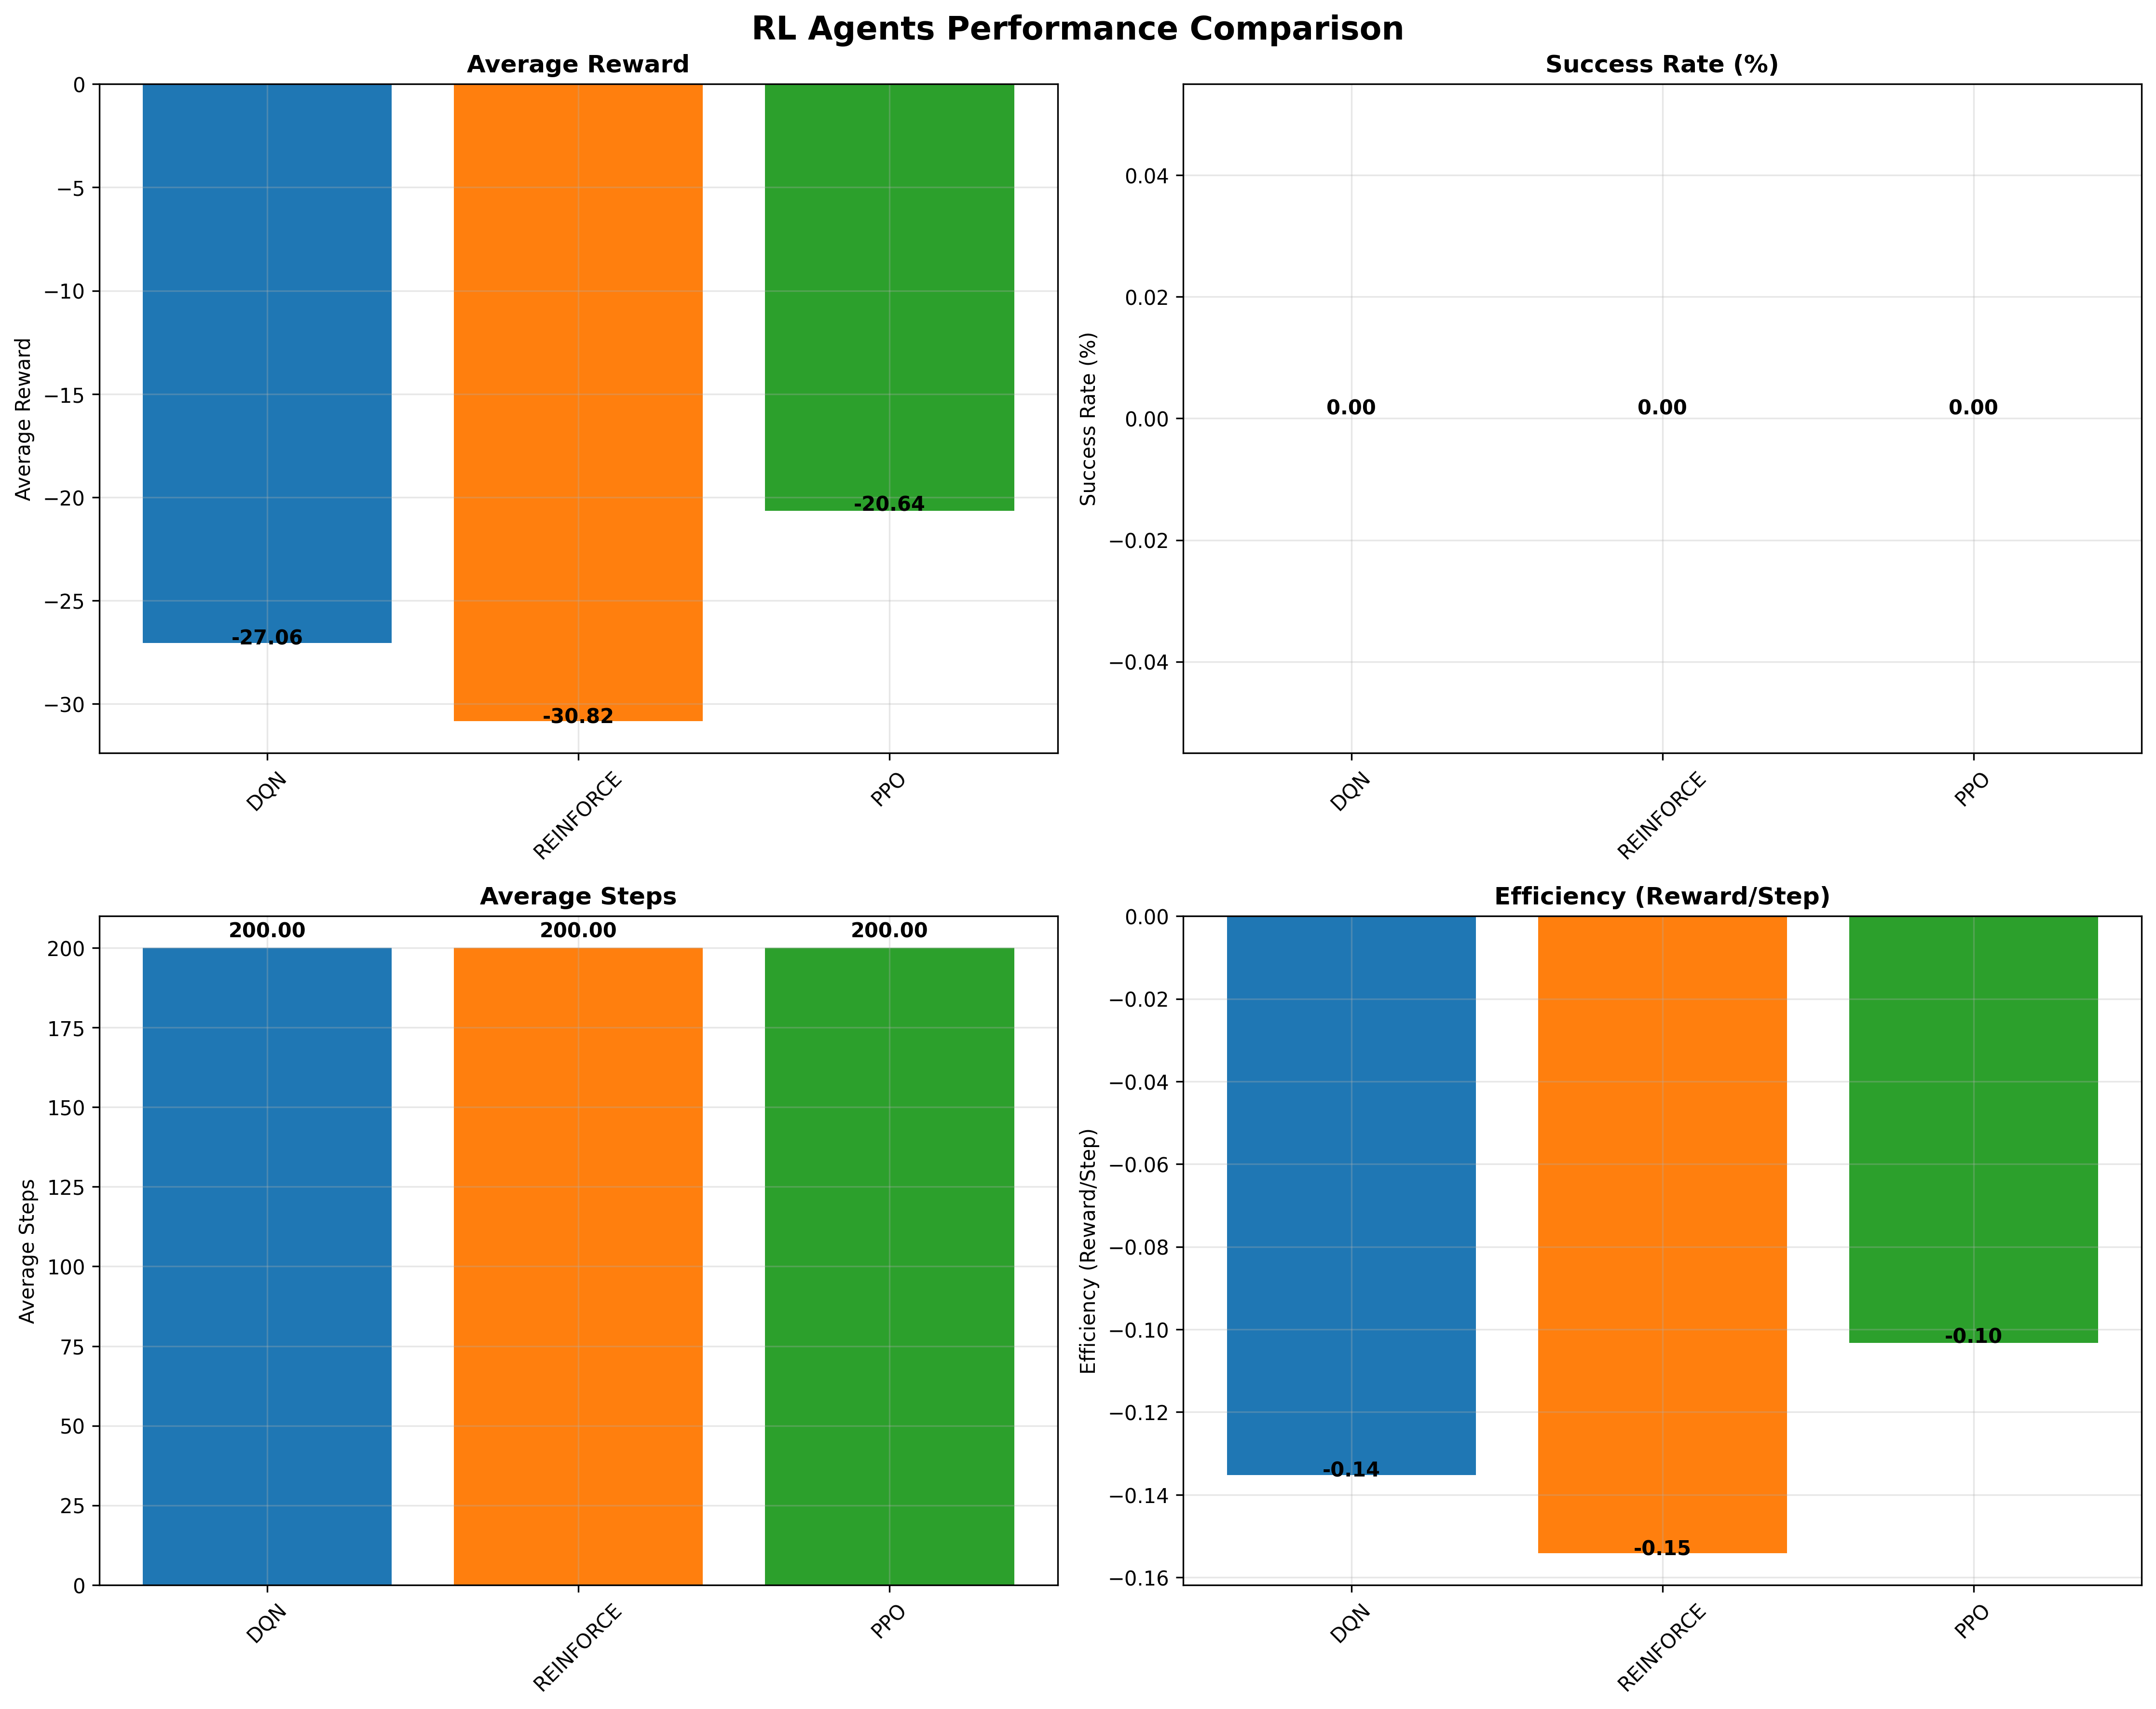 RL Agents Performance Comparison
Average Reward
Average Reward
0
−5
−10
−15
−20
−25
−30
-27.06
-30.82
-20.64
DQN
REINFORCE
PPO
Success Rate (%)
Success Rate (%)
0.04
0.02
0.00
−0.02
−0.04
0.00
0.00
0.00
DQN
REINFORCE
PPO
Average Steps
Average Steps
200
175
150
125
100
75
50
25
0
200.00
200.00
200.00
DQN
REINFORCE
PPO
Efficiency (Reward/Step)
Efficiency (Reward/Step)
0.00
−0.02
−0.04
−0.06
−0.08
−0.10
−0.12
−0.14
−0.16
-0.14
-0.15
-0.10
DQN
REINFORCE
PPO